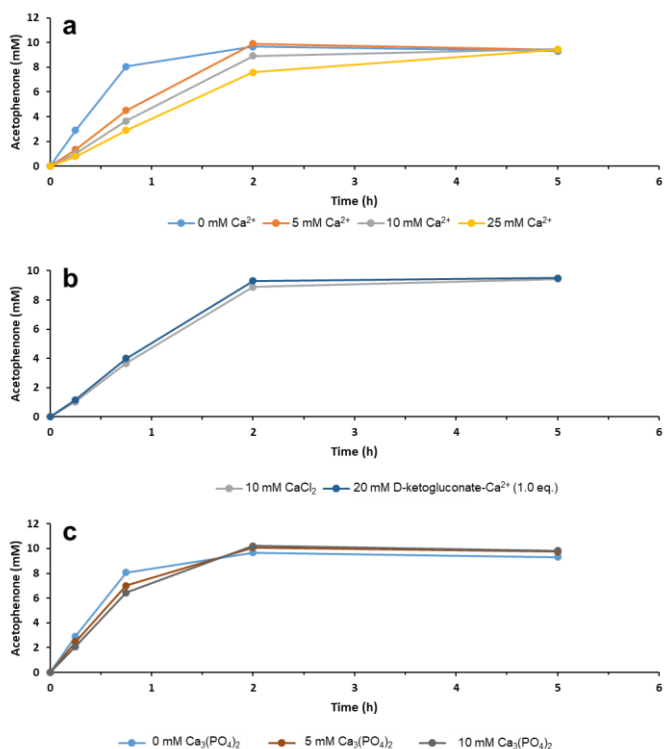 a
Acetophenone (mM)
12
10
8
6
4
2
0
0 1 2 3 4 5 6
Time (h)
0 mM Ca²⁺ 5 mM Ca²⁺ 10 mM Ca²⁺ 25 mM Ca²⁺
b
Acetophenone (mM)
10
8
6
4
2
0
0 1 2 3 4 5 6
Time (h)
10 mM CaCl₂ 20 mM D-ketogluconate-Ca²⁺ (1.0 eq.)
c
Acetophenone (mM)
12
10
8
6
4
2
0
0 1 2 3 4 5 6
Time (h)
0 mM Ca₃(PO₄)₂ 5 mM Ca₃(PO₄)₂ 10 mM Ca₃(PO₄)₂